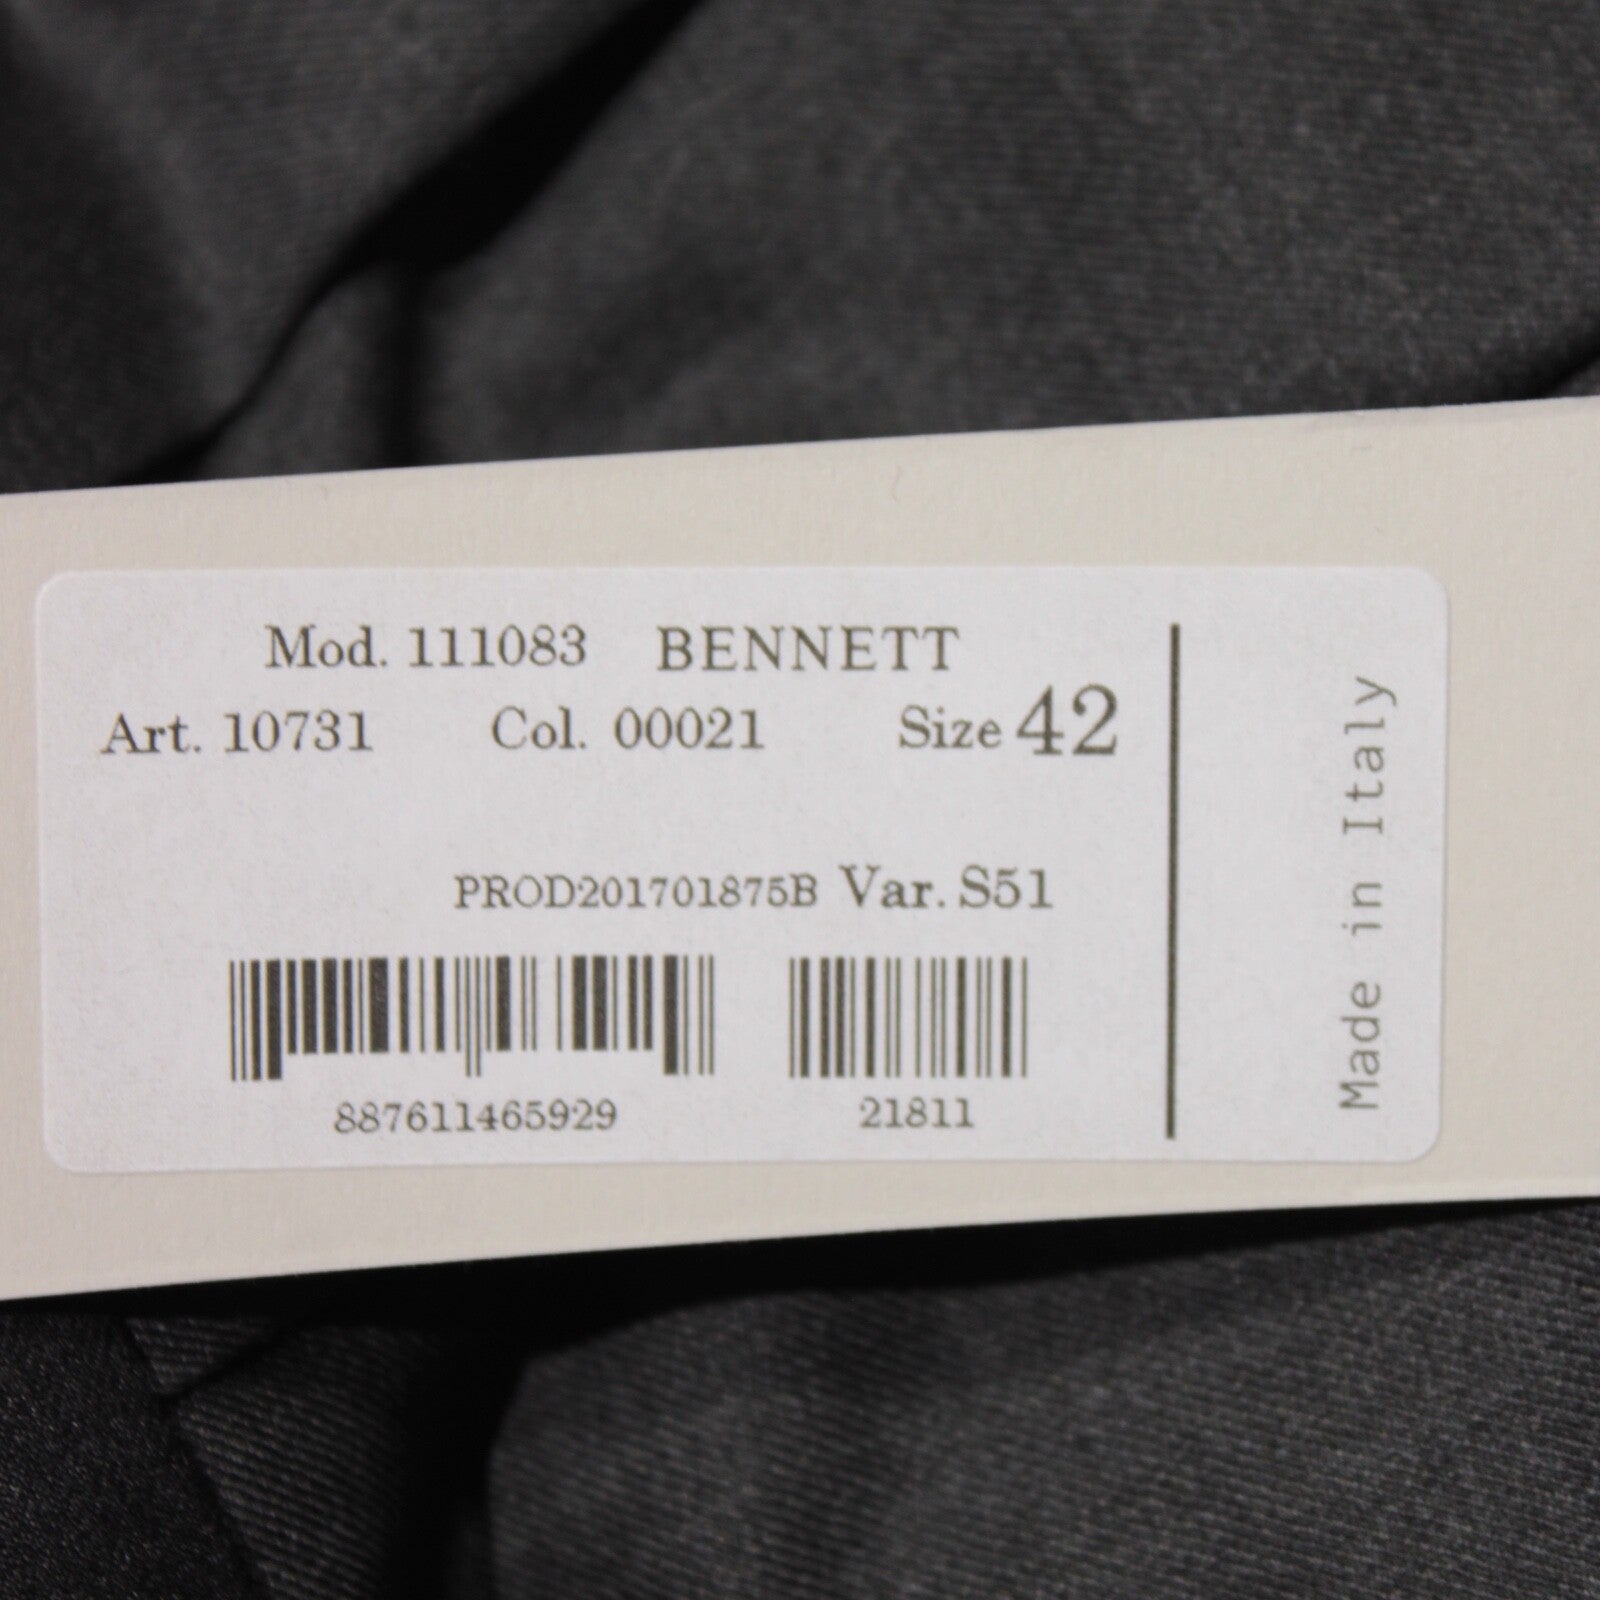 Mod. 111083 BENNETT
Art. 10731 Col. 00021 Size 42
PROD201701875B Var. S51
887611465929 21811
Made in Italy